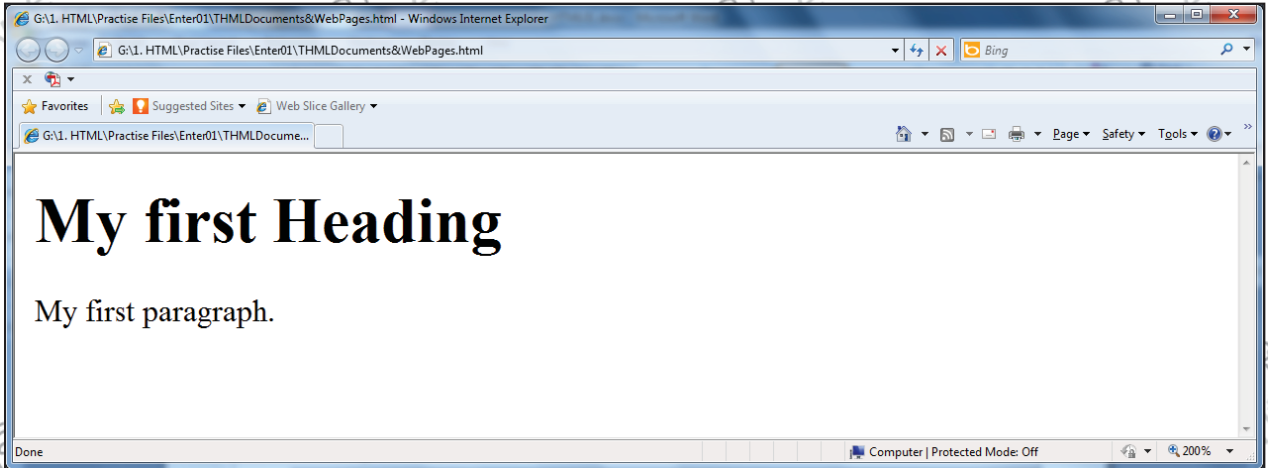 G:\1. HTML\Practise Files\Enter01\THMLDocuments&WebPages.html - Windows Internet Explorer
G:\1. HTML\Practise Files\Enter01\THMLDocuments&WebPages.html
Bing
x
Favorites Suggested Sites Web Slice Gallery
G:\1. HTML\Practise Files\Enter01\THMLDocume... Page Safety Tools »
My first Heading
My first paragraph.
Done Computer | Protected Mode: Off 200%